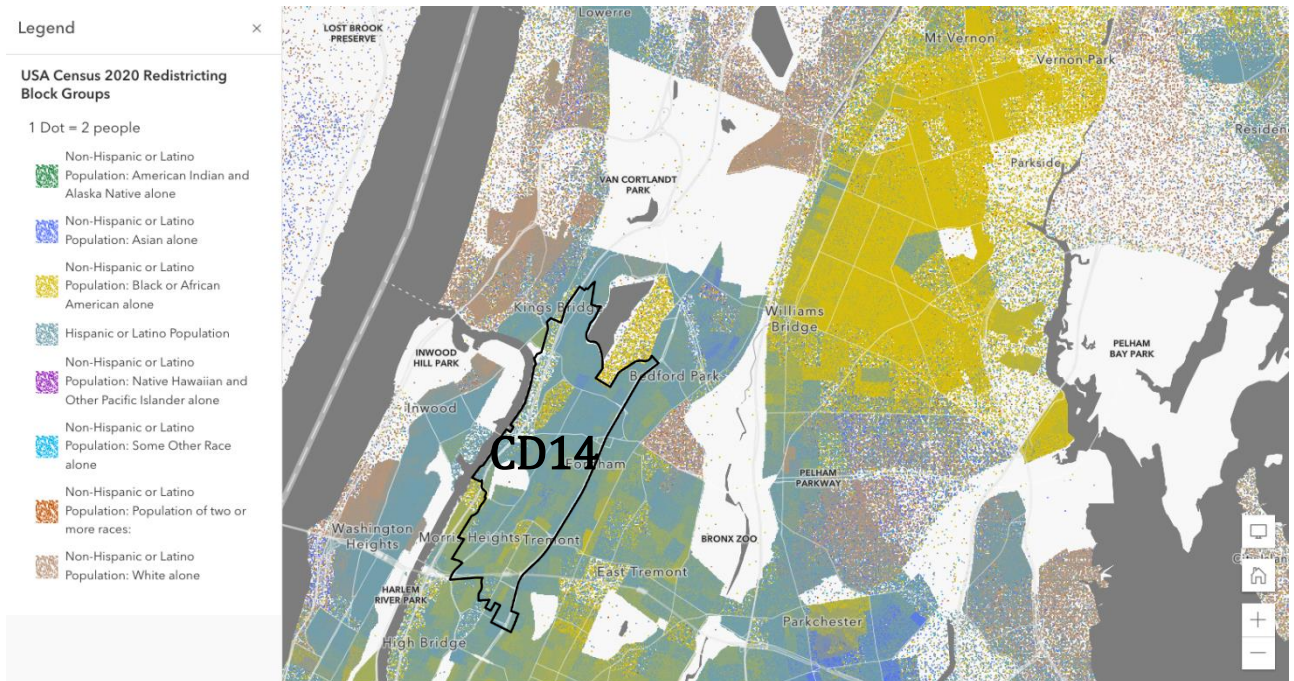 Legend
×
USA Census 2020 Redistricting
Block Groups
1 Dot = 2 people
Non-Hispanic or Latino
Population: American Indian and
Alaska Native alone
Non-Hispanic or Latino
Population: Asian alone
Non-Hispanic or Latino
Population: Black or African
American alone
Hispanic or Latino Population
Non-Hispanic or Latino
Population: Native Hawaiian and
Other Pacific Islander alone
Non-Hispanic or Latino
Population: Some Other Race
alone
Non-Hispanic or Latino
Population: Population of two or
more races:
Non-Hispanic or Latino
Population: White alone
Lowerre
LOST BROOK
PRESERVE
Mt Vernon
Vernon Park
Parkside
VAN CORTLANDT
PARK
Kings Bridge
Williams
Bridge
INWOOD
HILL PARK
PELHAM
BAY PARK
Bedford Park
Inwood
CD14
Fordham
PELHAM
PARKWAY
Washington
Heights
Morris Heights
Tremont
BRONX ZOO
East Tremont
HARLEM
RIVER PARK
Parkchester
High Bridge
+
−